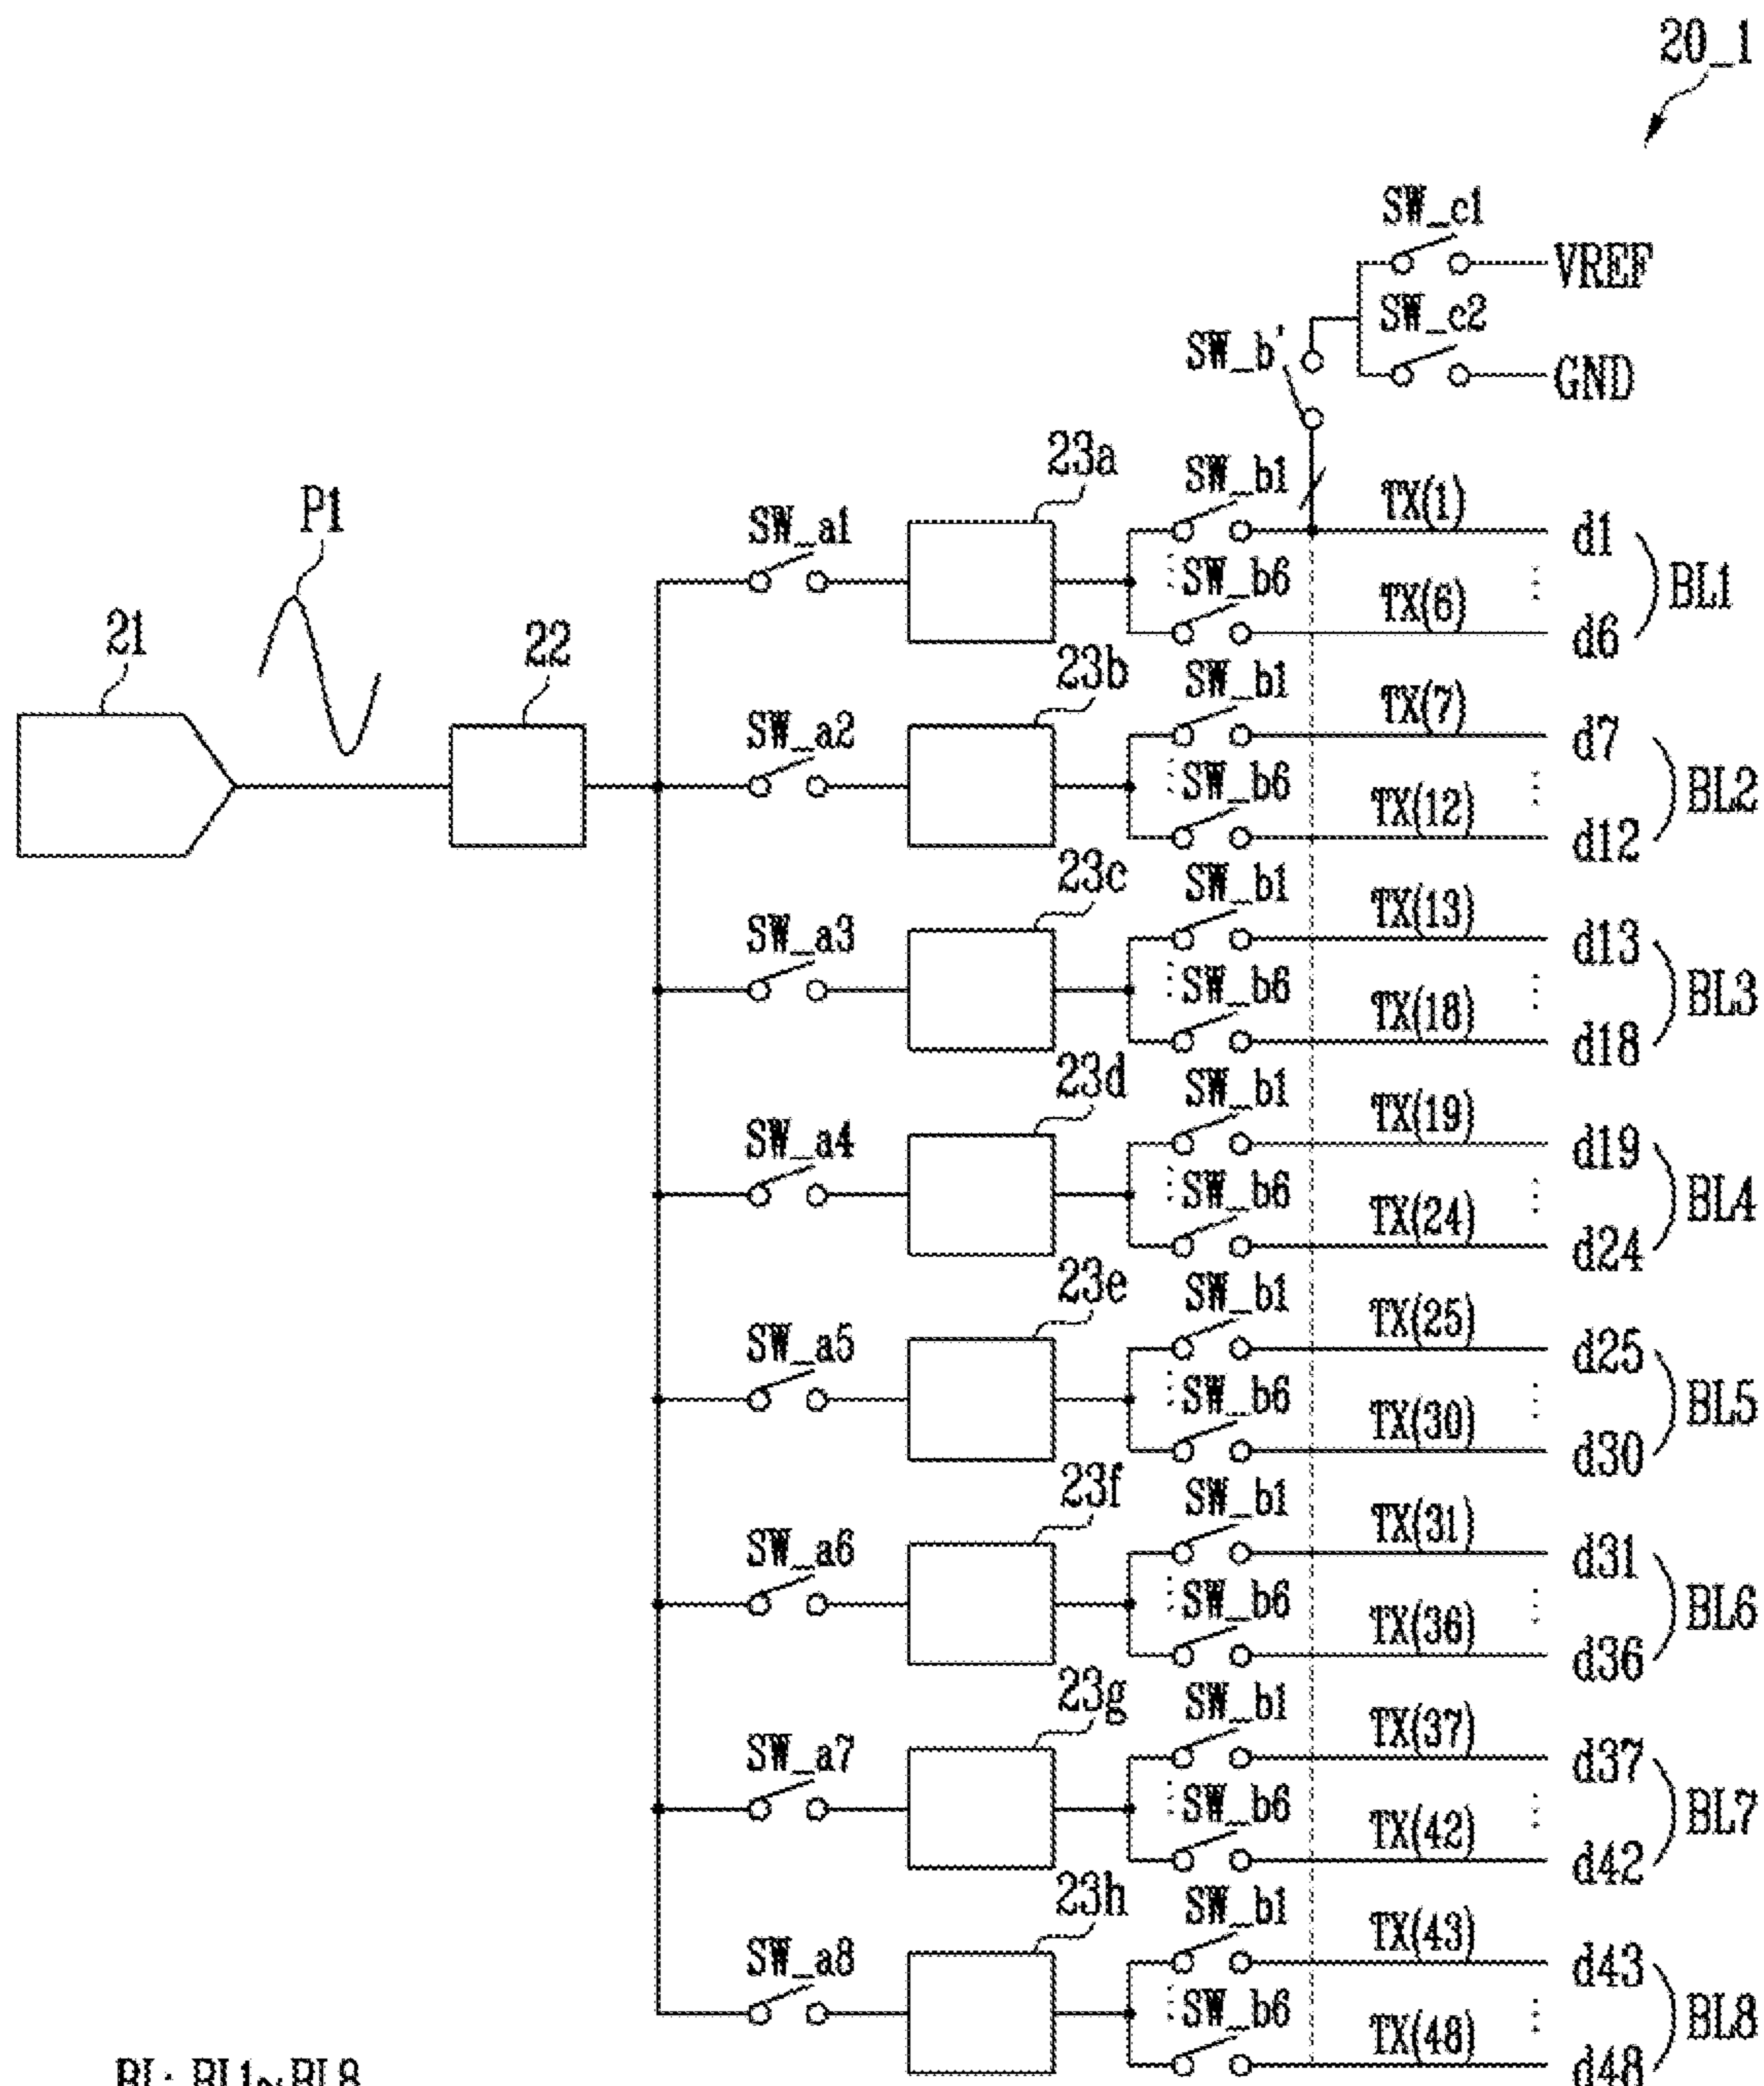 20_1
SW_c1
VREF
SW_c2
SW_b'
GND
23a
SW_b1
TX(1)
P1
SW_a1
d1
SW_b6
TX(6)
BL1
21
22
d6
23b
SW_b1
TX(7)
SW_a2
d7
SW_b6
TX(12)
BL2
d12
23c
SW_b1
TX(13)
SW_a3
d13
SW_b6
TX(18)
BL3
d18
23d
SW_b1
TX(19)
SW_a4
d19
SW_b6
TX(24)
BL4
d24
23e
SW_b1
TX(25)
SW_a5
d25
SW_b6
TX(30)
BL5
d30
23f
SW_b1
TX(31)
SW_a6
d31
SW_b6
TX(36)
BL6
d36
23g
SW_b1
TX(37)
SW_a7
d37
SW_b6
TX(42)
BL7
d42
23h
SW_b1
TX(43)
SW_a8
d43
SW_b6
TX(48)
BL8
d48
BL: BL1~BL8